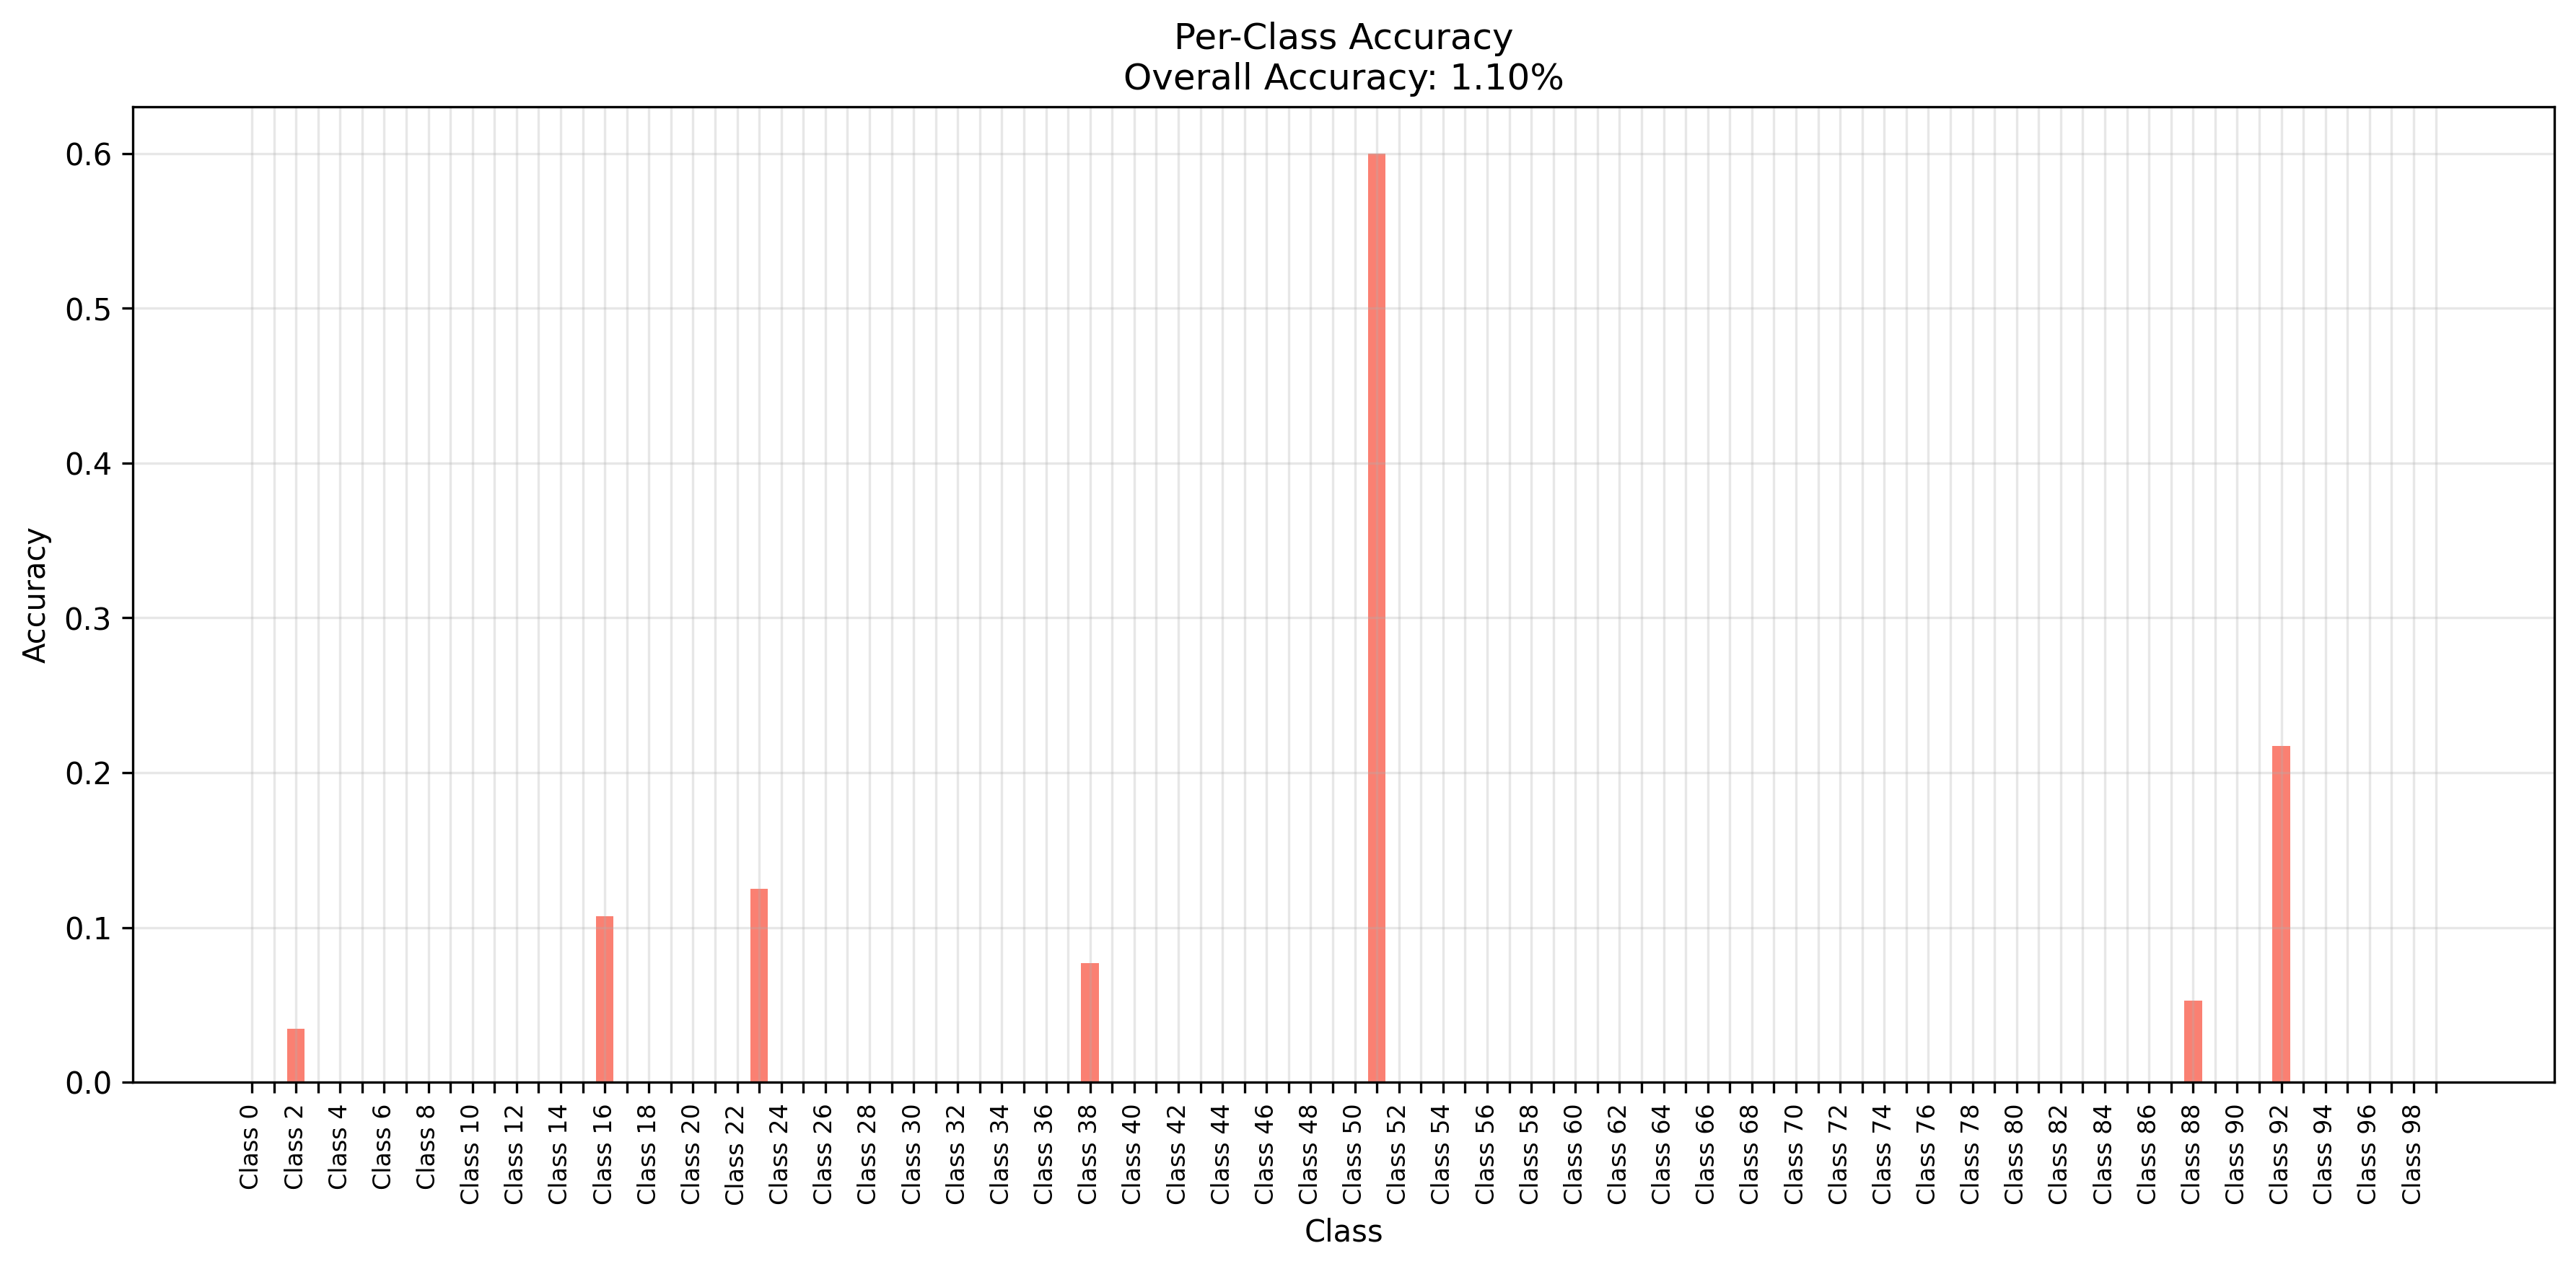 Per-Class Accuracy
Overall Accuracy: 1.10%
Accuracy
0.6
0.5
0.4
0.3
0.2
0.1
0.0
Class 0
Class 2
Class 4
Class 6
Class 8
Class 10
Class 12
Class 14
Class 16
Class 18
Class 20
Class 22
Class 24
Class 26
Class 28
Class 30
Class 32
Class 34
Class 36
Class 38
Class 40
Class 42
Class 44
Class 46
Class 48
Class 50
Class 52
Class 54
Class 56
Class 58
Class 60
Class 62
Class 64
Class 66
Class 68
Class 70
Class 72
Class 74
Class 76
Class 78
Class 80
Class 82
Class 84
Class 86
Class 88
Class 90
Class 92
Class 94
Class 96
Class 98
Class